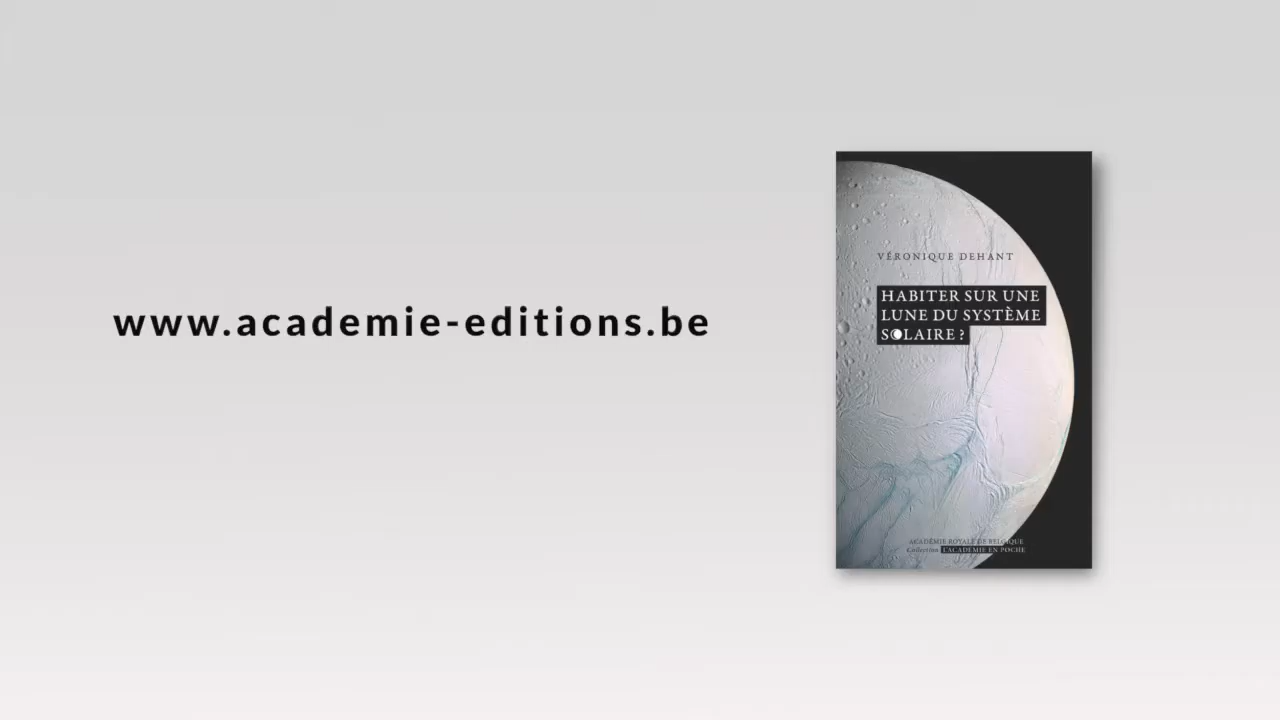 www.academie-editions.be
VÉRONIQUE DEHANT
HABITER SUR UNE
LUNE DU SYSTÈME
SOLAIRE ?
ACADÉMIE ROYALE DE BELGIQUE
Collection L'ACADÉMIE EN POCHE